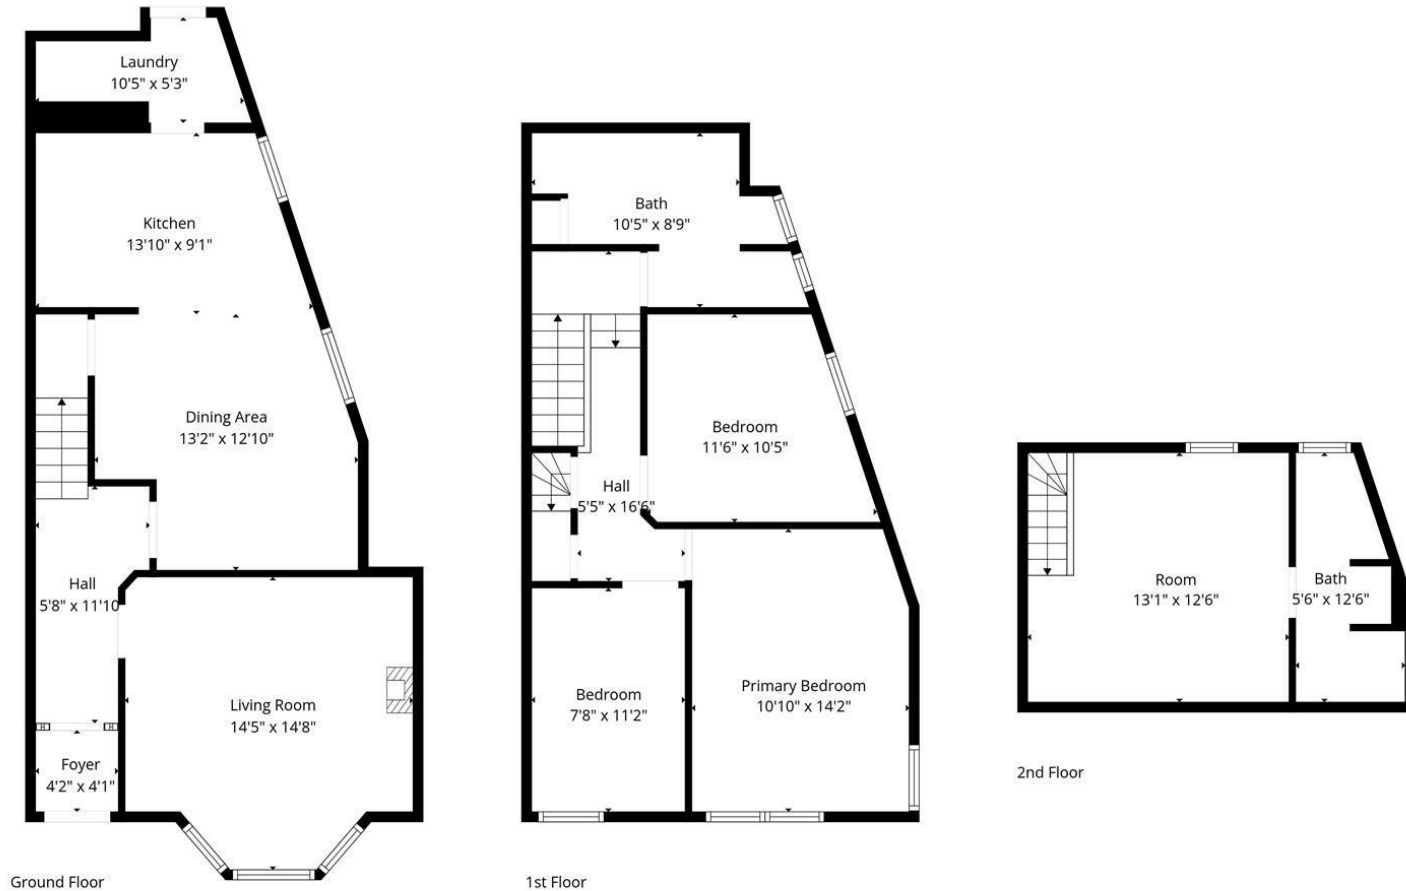 Laundry
10'5" x 5'3"
Kitchen
13'10" x 9'1"
Dining Area
13'2" x 12'10"
Hall
5'8" x 11'10
Living Room
14'5" x 14'8"
Foyer
4'2" x 4'1"
Ground Floor
Bath
10'5" x 8'9"
Bedroom
11'6" x 10'5"
Hall
5'5" x 16'6"
Bedroom
7'8" x 11'2"
Primary Bedroom
10'10" x 14'2"
1st Floor
Room
13'1" x 12'6"
Bath
5'6" x 12'6"
2nd Floor